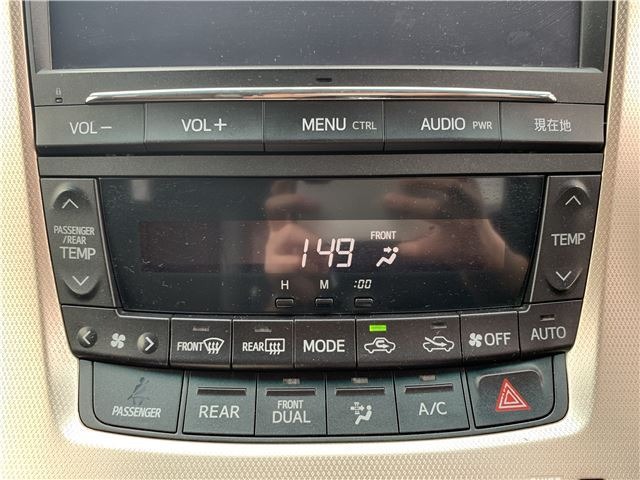 VOL − VOL + MENU CTRL AUDIO PWR 現在地
PASSENGER
/REAR
TEMP
149
FRONT
TEMP
H M :00
FRONT REAR MODE OFF AUTO
PASSENGER REAR FRONT
DUAL A/C